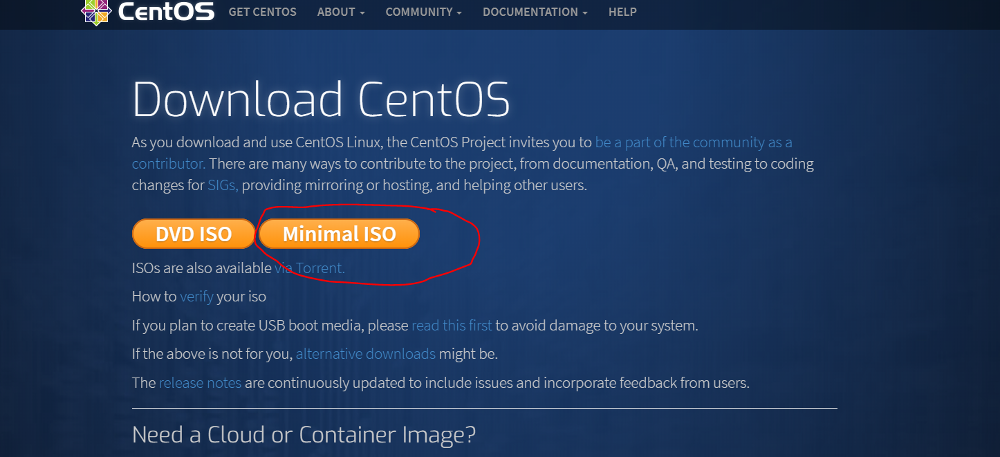 CentOS GET CENTOS ABOUT COMMUNITY DOCUMENTATION HELP
Download CentOS
As you download and use CentOS Linux, the CentOS Project invites you to be a part of the community as a
contributor. There are many ways to contribute to the project, from documentation, QA, and testing to coding
changes for SIGs, providing mirroring or hosting, and helping other users.
DVD ISO Minimal ISO
ISOs are also available via Torrent.
How to verify your iso
If you plan to create USB boot media, please read this first to avoid damage to your system.
If the above is not for you, alternative downloads might be.
The release notes are continuously updated to include issues and incorporate feedback from users.
Need a Cloud or Container Image?